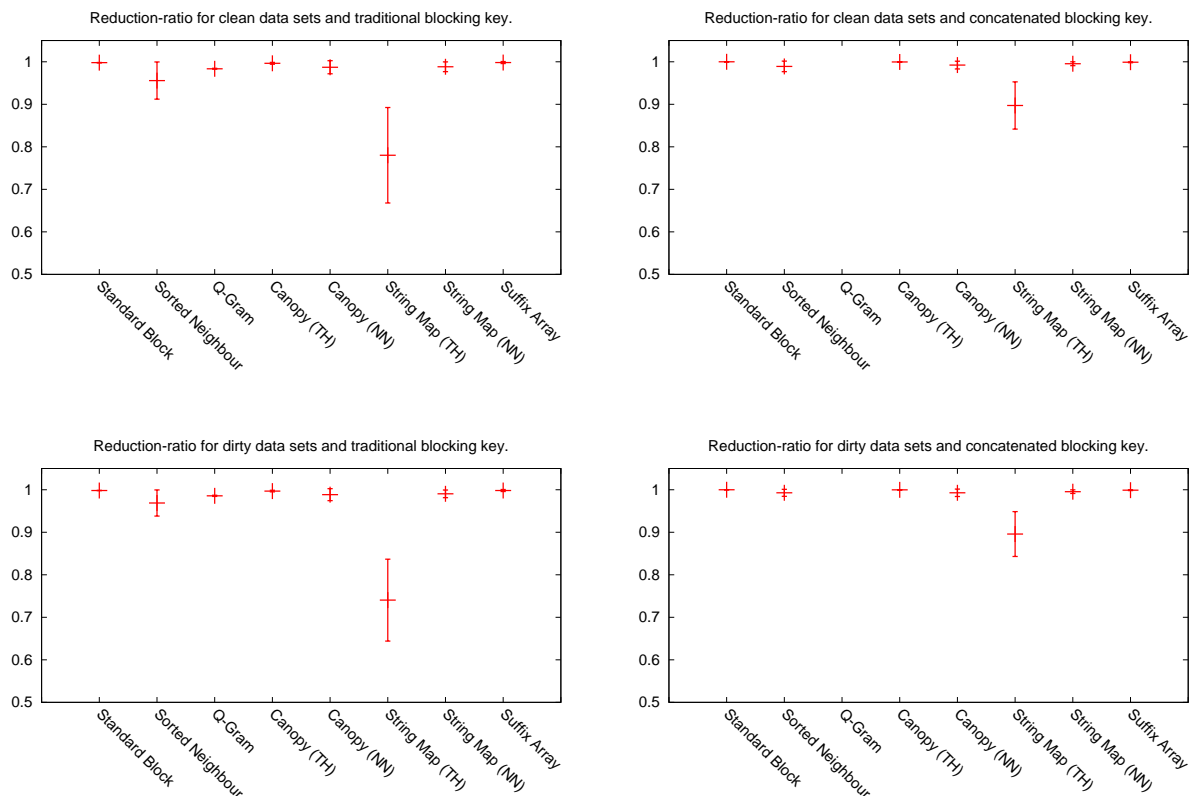 Reduction-ratio for clean data sets and traditional blocking key.
1
0.9
0.8
0.7
0.6
0.5
Standard Block
Sorted Neighbour
Q-Gram
Canopy (TH)
Canopy (NN)
String Map (TH)
String Map (NN)
Suffix Array
Reduction-ratio for clean data sets and concatenated blocking key.
1
0.9
0.8
0.7
0.6
0.5
Standard Block
Sorted Neighbour
Q-Gram
Canopy (TH)
Canopy (NN)
String Map (TH)
String Map (NN)
Suffix Array
Reduction-ratio for dirty data sets and traditional blocking key.
1
0.9
0.8
0.7
0.6
0.5
Standard Block
Sorted Neighbour
Q-Gram
Canopy (TH)
Canopy (NN)
String Map (TH)
String Map (NN)
Suffix Array
Reduction-ratio for dirty data sets and concatenated blocking key.
1
0.9
0.8
0.7
0.6
0.5
Standard Block
Sorted Neighbour
Q-Gram
Canopy (TH)
Canopy (NN)
String Map (TH)
String Map (NN)
Suffix Array